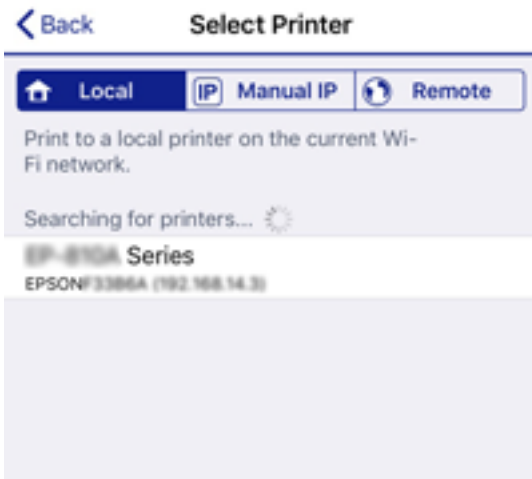 Back
Select Printer
Local
IP Manual IP
Remote
Print to a local printer on the current Wi-
Fi network.
Searching for printers...
Series
EPSON